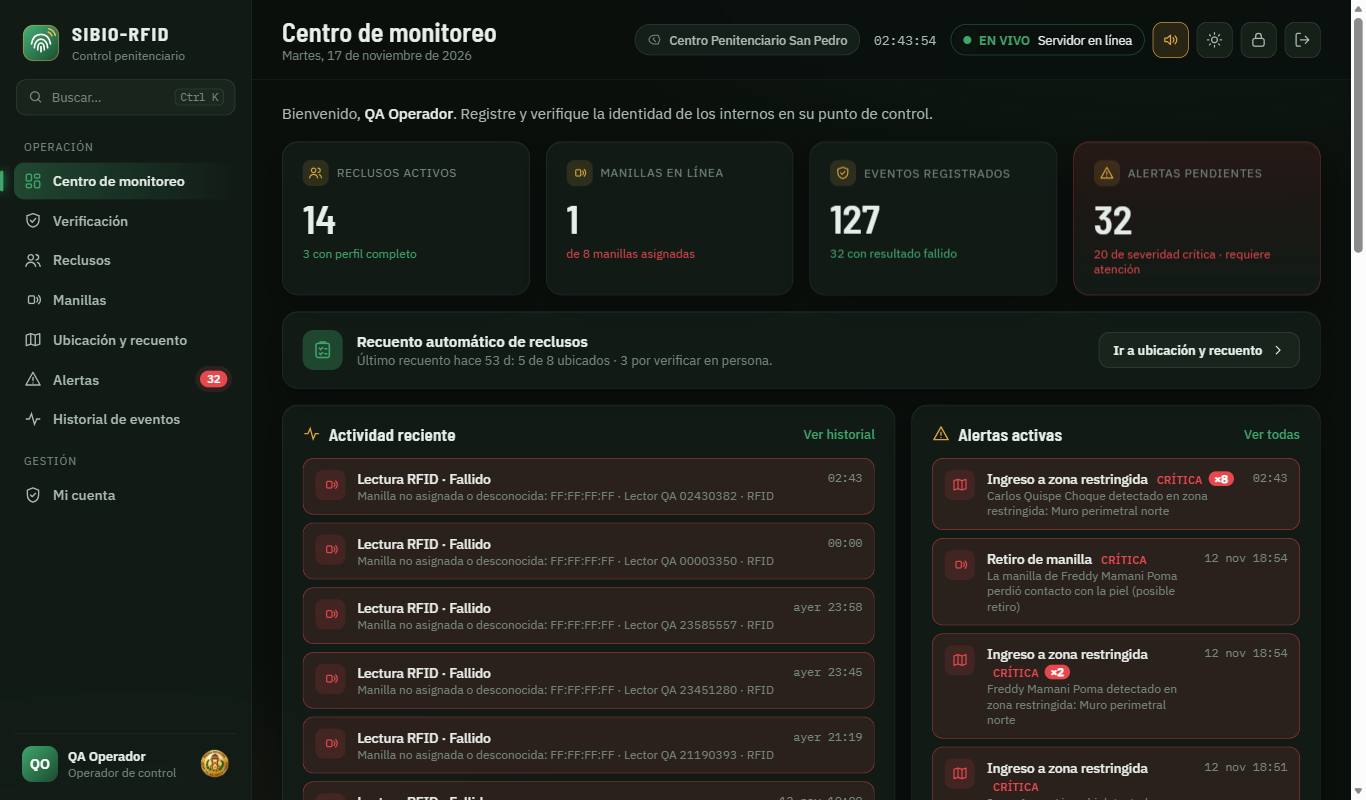 SIBIO-RFID
Control penitenciario
Buscar...
Ctrl K
OPERACIÓN
Centro de monitoreo
Verificación
Reclusos
Manillas
Ubicación y recuento
Alertas
32
Historial de eventos
GESTIÓN
Mi cuenta
QO
QA Operador
Operador de control
Centro de monitoreo
Martes, 17 de noviembre de 2026
Centro Penitenciario San Pedro
02:43:54
EN VIVO Servidor en línea
Bienvenido, QA Operador. Registre y verifique la identidad de los internos en su punto de control.
RECLUSOS ACTIVOS
14
3 con perfil completo
MANILLAS EN LÍNEA
1
de 8 manillas asignadas
EVENTOS REGISTRADOS
127
32 con resultado fallido
ALERTAS PENDIENTES
32
20 de severidad crítica · requiere
atención
Recuento automático de reclusos
Último recuento hace 53 d: 5 de 8 ubicados · 3 por verificar en persona.
Ir a ubicación y recuento
Actividad reciente
Ver historial
Lectura RFID · Fallido
02:43
Manilla no asignada o desconocida: FF:FF:FF:FF · Lector QA 02430382 · RFID
Lectura RFID · Fallido
00:00
Manilla no asignada o desconocida: FF:FF:FF:FF · Lector QA 00003350 · RFID
Lectura RFID · Fallido
ayer 23:58
Manilla no asignada o desconocida: FF:FF:FF:FF · Lector QA 23585557 · RFID
Lectura RFID · Fallido
ayer 23:45
Manilla no asignada o desconocida: FF:FF:FF:FF · Lector QA 23451280 · RFID
Lectura RFID · Fallido
ayer 21:19
Manilla no asignada o desconocida: FF:FF:FF:FF · Lector QA 21190393 · RFID
Alertas activas
Ver todas
Ingreso a zona restringida CRÍTICA ×8
02:43
Carlos Quispe Choque detectado en zona
restringida: Muro perimetral norte
Retiro de manilla CRÍTICA
12 nov 18:54
La manilla de Freddy Mamani Poma
perdió contacto con la piel (posible
retiro)
Ingreso a zona restringida
12 nov 18:54
CRÍTICA ×2
Freddy Mamani Poma detectado en
zona restringida: Muro perimetral
norte
Ingreso a zona restringida
12 nov 18:51
CRÍTICA